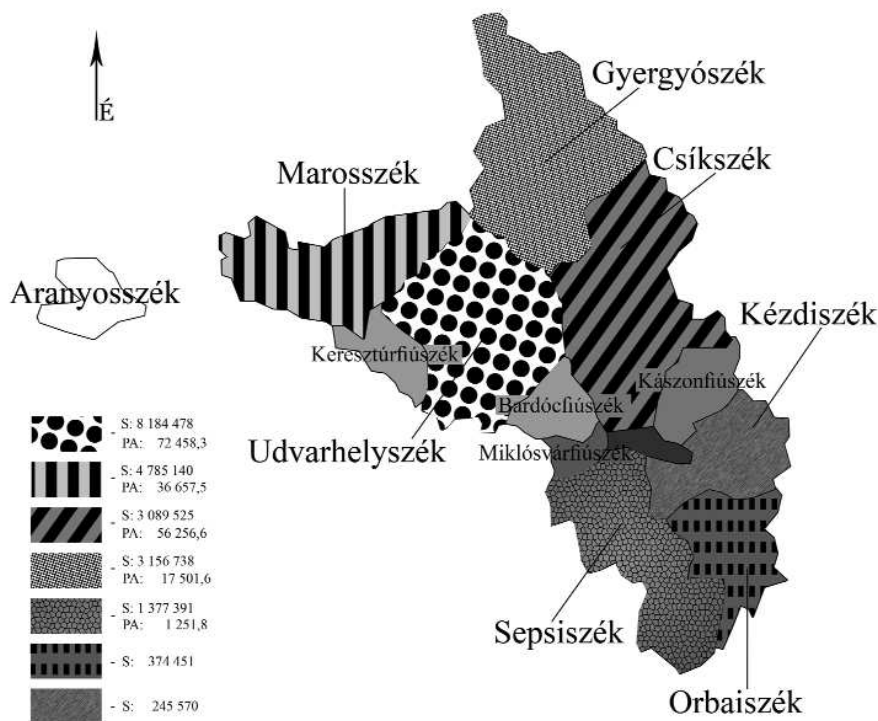 Gyergyószék
É
Csíkszék
Marosszék
Aranyosszék
Kézdiszék
Keresztúrfiúszék
Kászonfiúszék
Bardócfiúszék
Udvarhelyszék
Miklósvárfiúszék
- S: 8 184 478
PA: 72 458,3
- S: 4 785 140
PA: 36 657,5
- S: 3 089 525
PA: 56 256,6
- S: 3 156 738
PA: 17 501,6
- S: 1 377 391
PA: 1 251,8
- S: 374 451
- S: 245 570
Sepsiszék
Orbaiszék